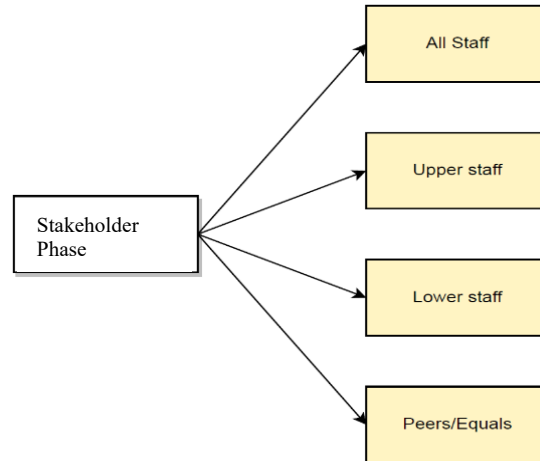 All Staff
Upper staff
Stakeholder
Phase
Lower staff
Peers/Equals